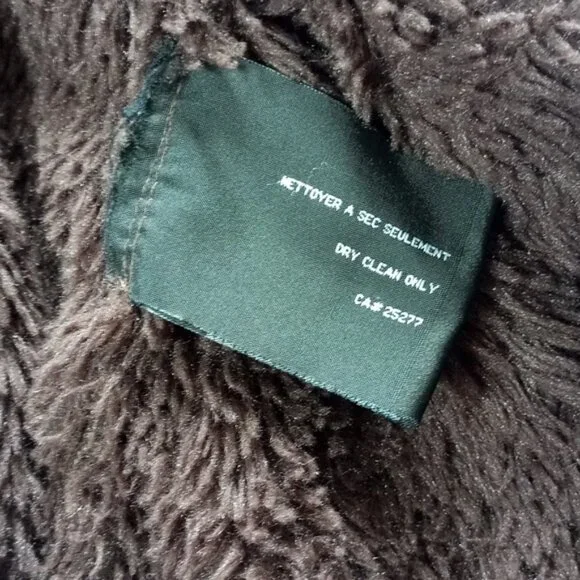 NETTOYER A SEC SEULEMENT
DRY CLEAN ONLY
CA# 25277